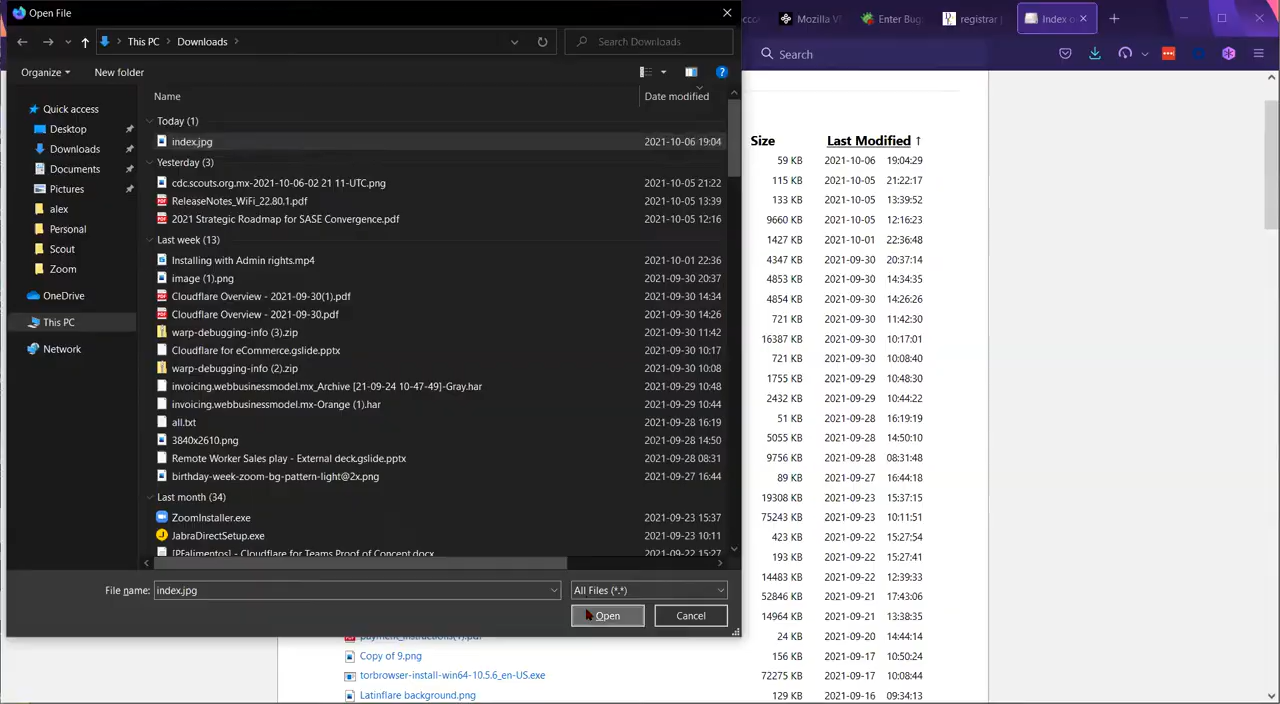 Open File
Mozilla V
Enter Bug
registrar
Index o
This PC > Downloads >
Search Downloads
Search
Organize
New folder
Name
Date modified
Size
Last Modified ↑
Quick access
Desktop
Downloads
Documents
Pictures
alex
Personal
Scout
Zoom
OneDrive
This PC
Network
Today (1)
index.jpg 2021-10-06 19:04
Yesterday (3)
cdc.scouts.org.mx-2021-10-06-02 21 11-UTC.png 2021-10-05 21:22
ReleaseNotes_WiFi_22.80.1.pdf 2021-10-05 13:39
2021 Strategic Roadmap for SASE Convergence.pdf 2021-10-05 12:16
Last week (13)
Installing with Admin rights.mp4 2021-10-01 22:36
image (1).png 2021-09-30 20:37
Cloudflare Overview - 2021-09-30(1).pdf 2021-09-30 14:34
Cloudflare Overview - 2021-09-30.pdf 2021-09-30 14:26
warp-debugging-info (3).zip 2021-09-30 11:42
Cloudflare for eCommerce.gslide.pptx 2021-09-30 10:17
warp-debugging-info (2).zip 2021-09-30 10:08
invoicing.webbusinessmodel.mx_Archive [21-09-24 10-47-49]-Gray.har 2021-09-29 10:48
invoicing.webbusinessmodel.mx-Orange (1).har 2021-09-29 10:44
all.txt 2021-09-28 16:19
3840x2610.png 2021-09-28 14:50
Remote Worker Sales play - External deck.gslide.pptx 2021-09-28 08:31
birthday-week-zoom-bg-pattern-light@2x.png 2021-09-27 16:44
Last month (34)
ZoomInstaller.exe 2021-09-23 15:37
JabraDirectSetup.exe 2021-09-23 10:11
[PFalimentos] - Cloudflare for Teams Proof of Concept.docx 2021-09-22 15:27
File name: index.jpg
All Files (*.*)
Open
Cancel
59 KB 2021-10-06 19:04:29
115 KB 2021-10-05 21:22:17
133 KB 2021-10-05 13:39:52
9660 KB 2021-10-05 12:16:23
1427 KB 2021-10-01 22:36:48
4347 KB 2021-09-30 20:37:14
4853 KB 2021-09-30 14:34:35
4854 KB 2021-09-30 14:26:26
721 KB 2021-09-30 11:42:30
16387 KB 2021-09-30 10:17:01
721 KB 2021-09-30 10:08:40
1755 KB 2021-09-29 10:48:30
2432 KB 2021-09-29 10:44:22
51 KB 2021-09-28 16:19:19
5055 KB 2021-09-28 14:50:10
9756 KB 2021-09-28 08:31:48
89 KB 2021-09-27 16:44:18
19308 KB 2021-09-23 15:37:15
75243 KB 2021-09-23 10:11:51
423 KB 2021-09-22 15:27:54
193 KB 2021-09-22 15:27:41
14483 KB 2021-09-22 12:39:33
52846 KB 2021-09-21 17:43:06
14964 KB 2021-09-21 13:38:35
payment_instractions(1).pdf 24 KB 2021-09-20 14:44:14
Copy of 9.png 156 KB 2021-09-17 10:50:24
torbrowser-install-win64-10.5.6_en-US.exe 72275 KB 2021-09-17 10:08:44
Latinflare background.png 129 KB 2021-09-16 09:34:13